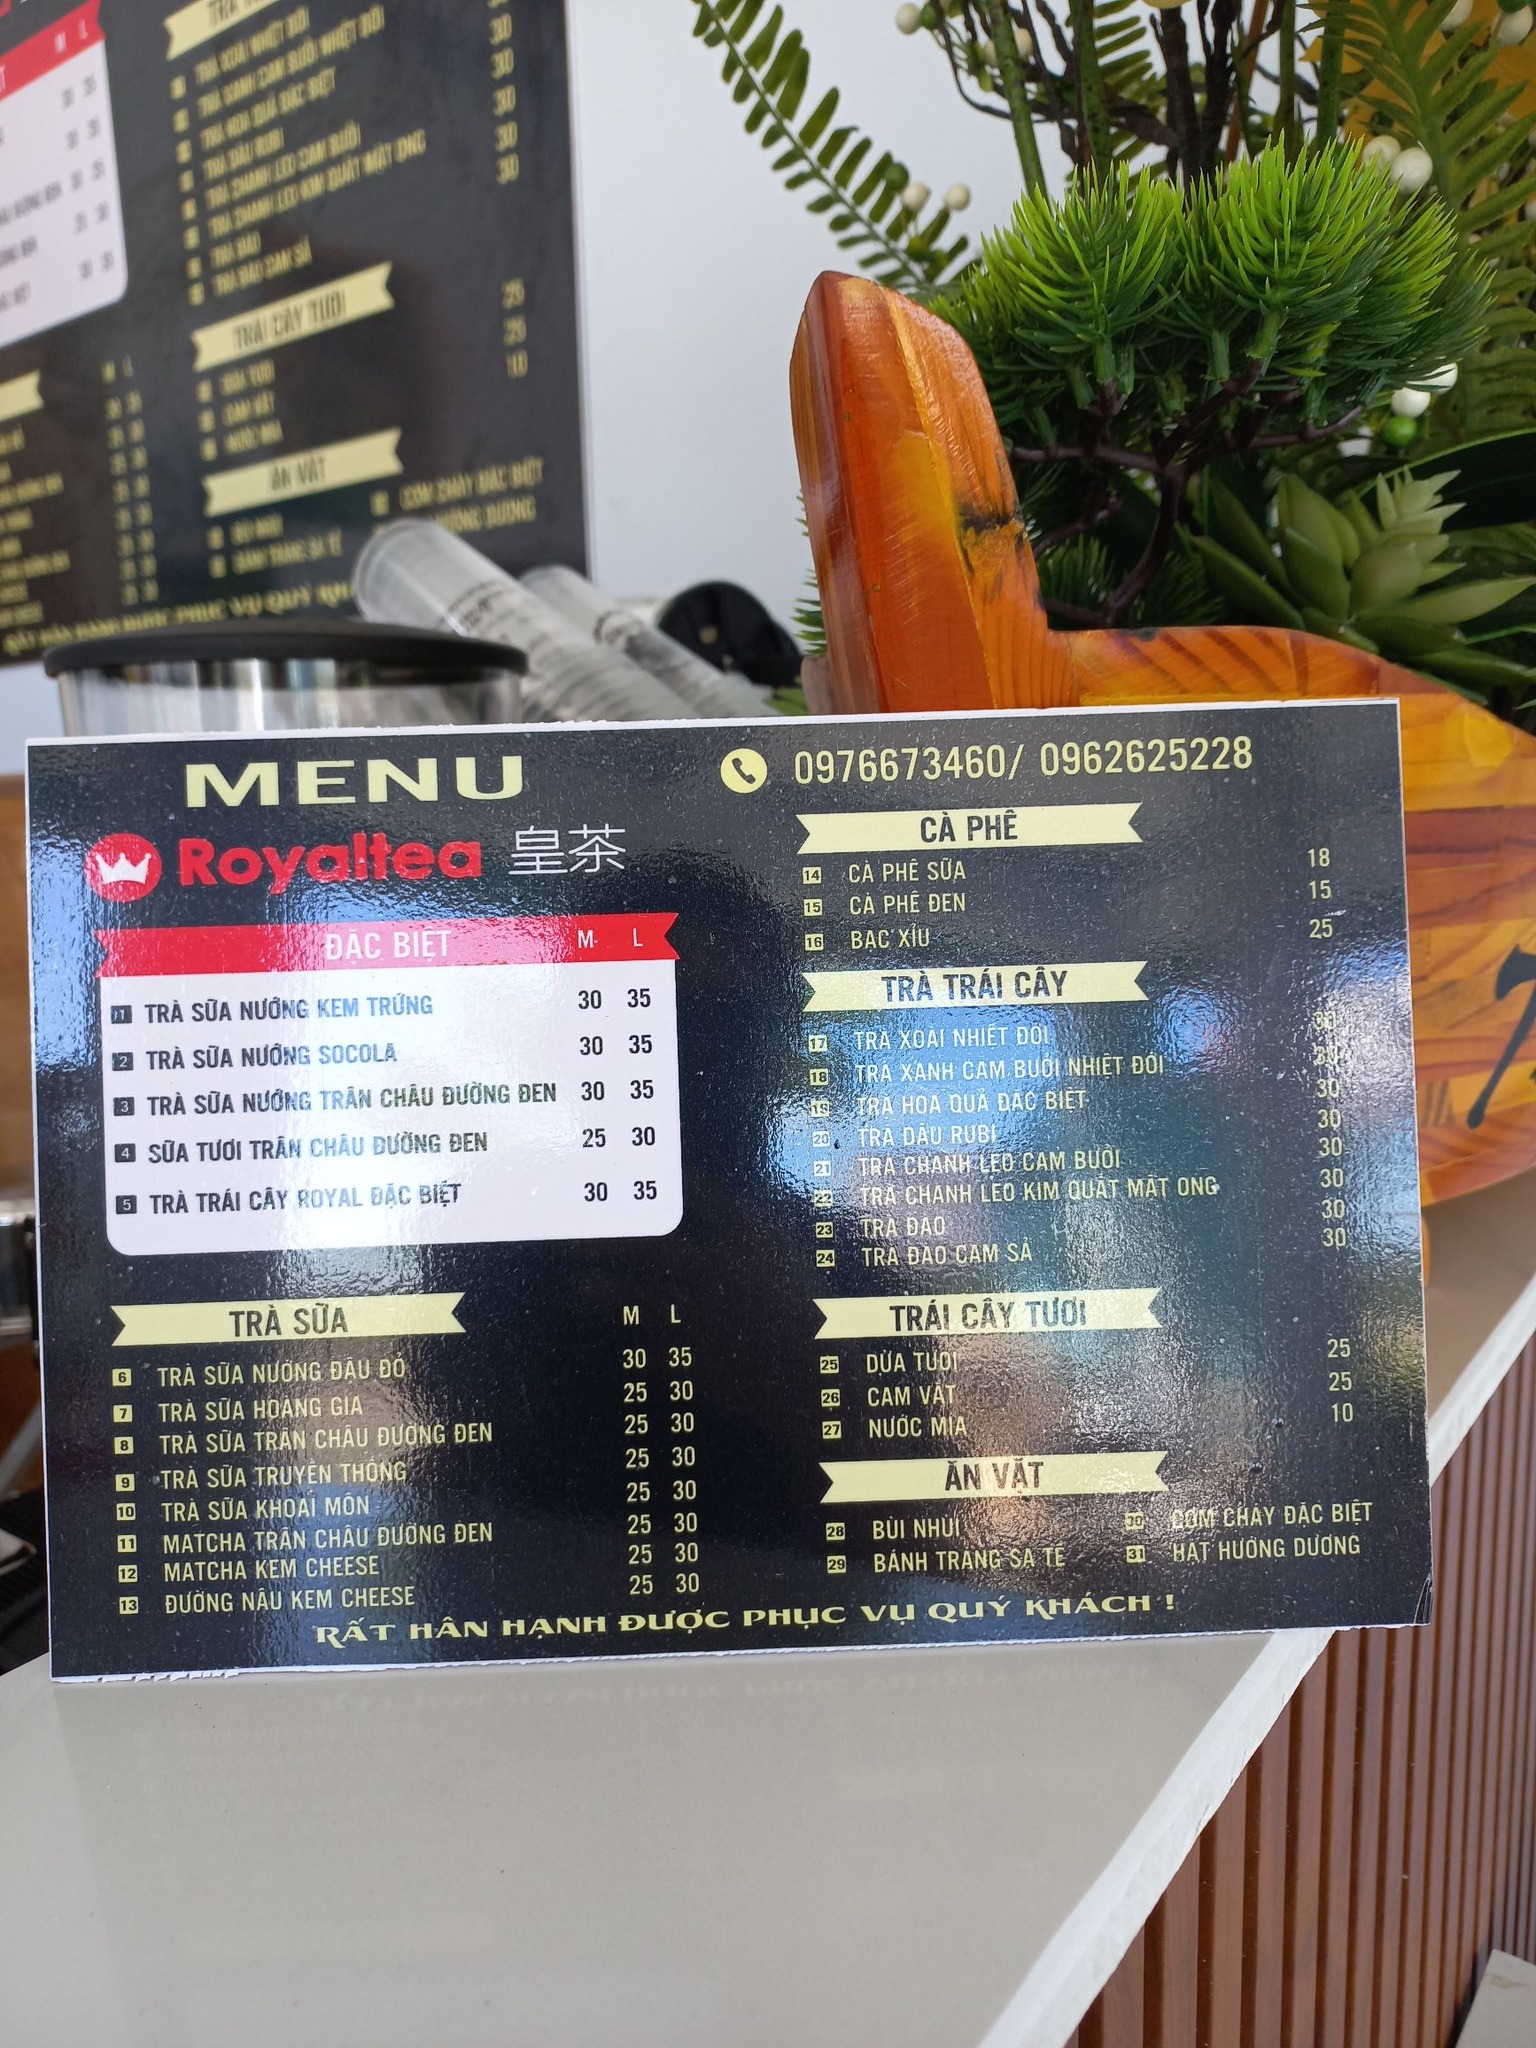 MENU
Royaltea 皇茶
ĐẶC BIỆT M L
1 TRÀ SỮA NƯỚNG KEM TRỨNG 30 35
2 TRÀ SỮA NƯỚNG SOCOLA 30 35
3 TRÀ SỮA NƯỚNG TRÂN CHÂU ĐƯỜNG ĐEN 30 35
4 SỮA TƯƠI TRÂN CHÂU ĐƯỜNG ĐEN 25 30
5 TRÀ TRÁI CÂY ROYAL ĐẶC BIỆT 30 35
TRÀ SỮA M L
6 TRÀ SỮA NƯỚNG ĐẬU ĐỎ 30 35
7 TRÀ SỮA HOÀNG GIA 25 30
8 TRÀ SỮA TRÂN CHÂU ĐƯỜNG ĐEN 25 30
9 TRÀ SỮA TRUYỀN THỐNG 25 30
10 TRÀ SỮA KHOAI MÔN 25 30
11 MATCHA TRÂN CHÂU ĐƯỜNG ĐEN 25 30
12 MATCHA KEM CHEESE 25 30
13 ĐƯỜNG NÂU KEM CHEESE 25 30
0976673460/ 0962625228
CÀ PHÊ
14 CÀ PHÊ SỮA 18
15 CÀ PHÊ ĐEN 15
16 BẠC XỈU 25
TRÀ TRÁI CÂY
17 TRÀ XOÀI NHIỆT ĐỚI 30
18 TRÀ XANH CAM BƯỞI NHIỆT ĐỚI 30
19 TRÀ HOA QUẢ ĐẶC BIỆT 30
20 TRÀ DÂU RUBI 30
21 TRÀ CHANH LEO CAM BƯỞI 30
22 TRÀ CHANH LEO KIM QUẤT MẬT ONG 30
23 TRÀ ĐÀO 30
24 TRÀ ĐÀO CAM SẢ 30
TRÁI CÂY TƯƠI
25 DỪA TƯƠI 25
26 CAM VẮT 25
27 NƯỚC MÍA 10
ĂN VẶT
28 BÙI NHÙI 30 CƠM CHÁY ĐẶC BIỆT
29 BÁNH TRÁNG SA TẾ 31 HẠT HƯỚNG DƯƠNG
RẤT HÂN HẠNH ĐƯỢC PHỤC VỤ QUÝ KHÁCH !